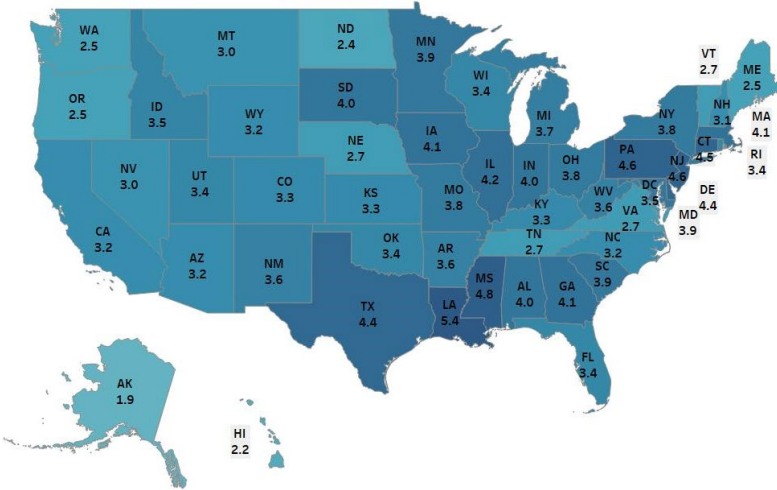 WA
2.5
MT
3.0
ND
2.4
MN
3.9
VT
2.7
ME
2.5
OR
2.5
ID
3.5
SD
4.0
WI
3.4
NH
3.1
WY
3.2
MI
3.7
NY
3.8
MA
4.1
NV
3.0
UT
3.4
NE
2.7
IA
4.1
PA
4.6
CT
4.5
RI
3.4
IL
4.2
IN
4.0
OH
3.8
NJ
4.6
CO
3.3
KS
3.3
MO
3.8
WV
3.6
DC
3.5
DE
4.4
CA
3.2
KY
3.3
VA
2.7
MD
3.9
AZ
3.2
NM
3.6
OK
3.4
AR
3.6
TN
2.7
NC
3.2
SC
3.9
TX
4.4
LA
5.4
MS
4.8
AL
4.0
GA
4.1
FL
3.4
AK
1.9
HI
2.2